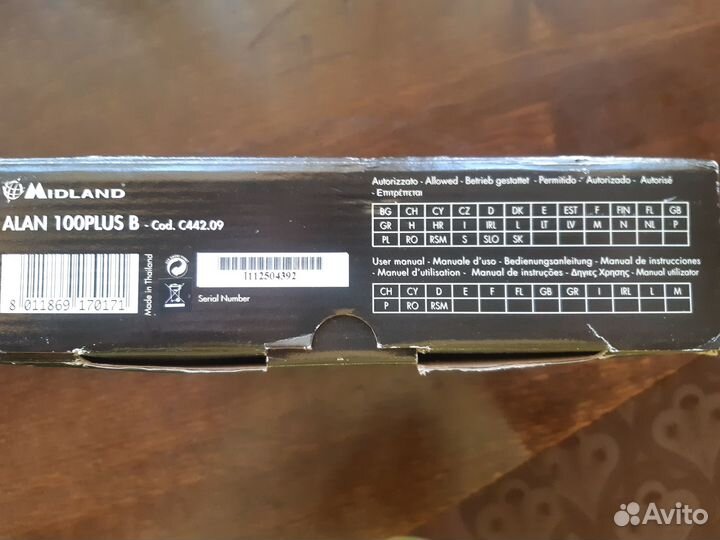 MIDLAND
ALAN 100PLUS B - Cod. C442.09
8 011869 170171
Made in Thailand
I112504392
Serial Number
Autorizzato - Allowed - Betrieb gestattet - Permitido - Autorizada - Autorisé
- Επιτρέπεται
BG CH CY CZ D DK E EST F FIN FL GB
GR H HR I IRL L LT LV M N NL P
PL RO RSM S SLO SK
User manual - Manuale d'uso - Bedienungsanleitung - Manual de instrucciones
- Manuel d'utilisation - Manual de instruções - Δηγιες Χρησης - Manual utilizator
CH CY D E F FL GB GR I IRL L M
P RO RSM
Avito